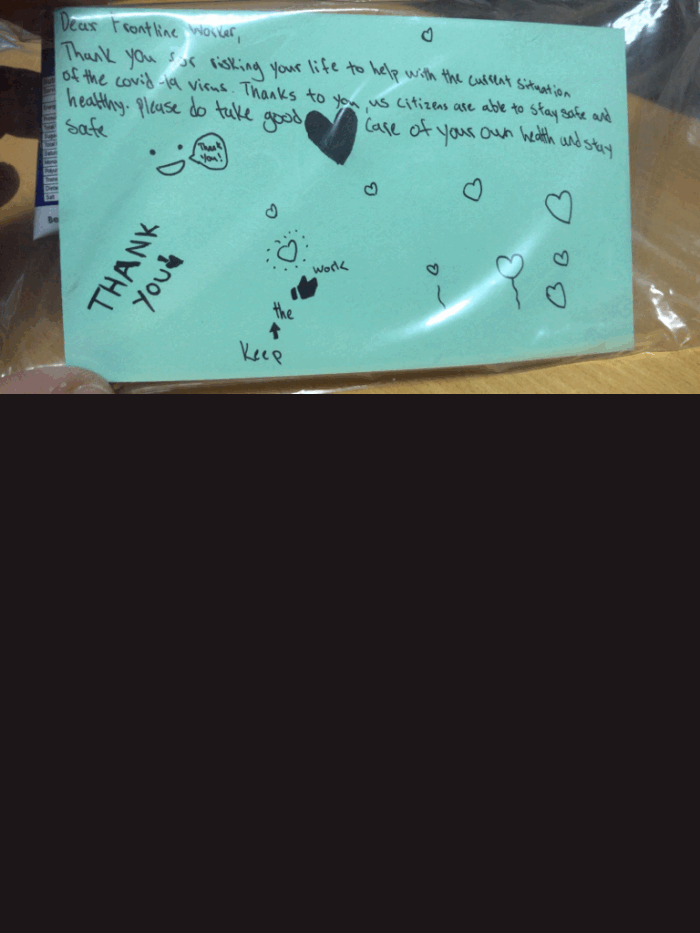 Dear Frontline Worker,
Thank you for risking your life to help with the current situation
of the covid-19 virus. Thanks to you, us citizens are able to stay safe and
healthy. Please do take good care of your own health and stay
safe
Thank
you!
THANK
YOU
work
the
Keep